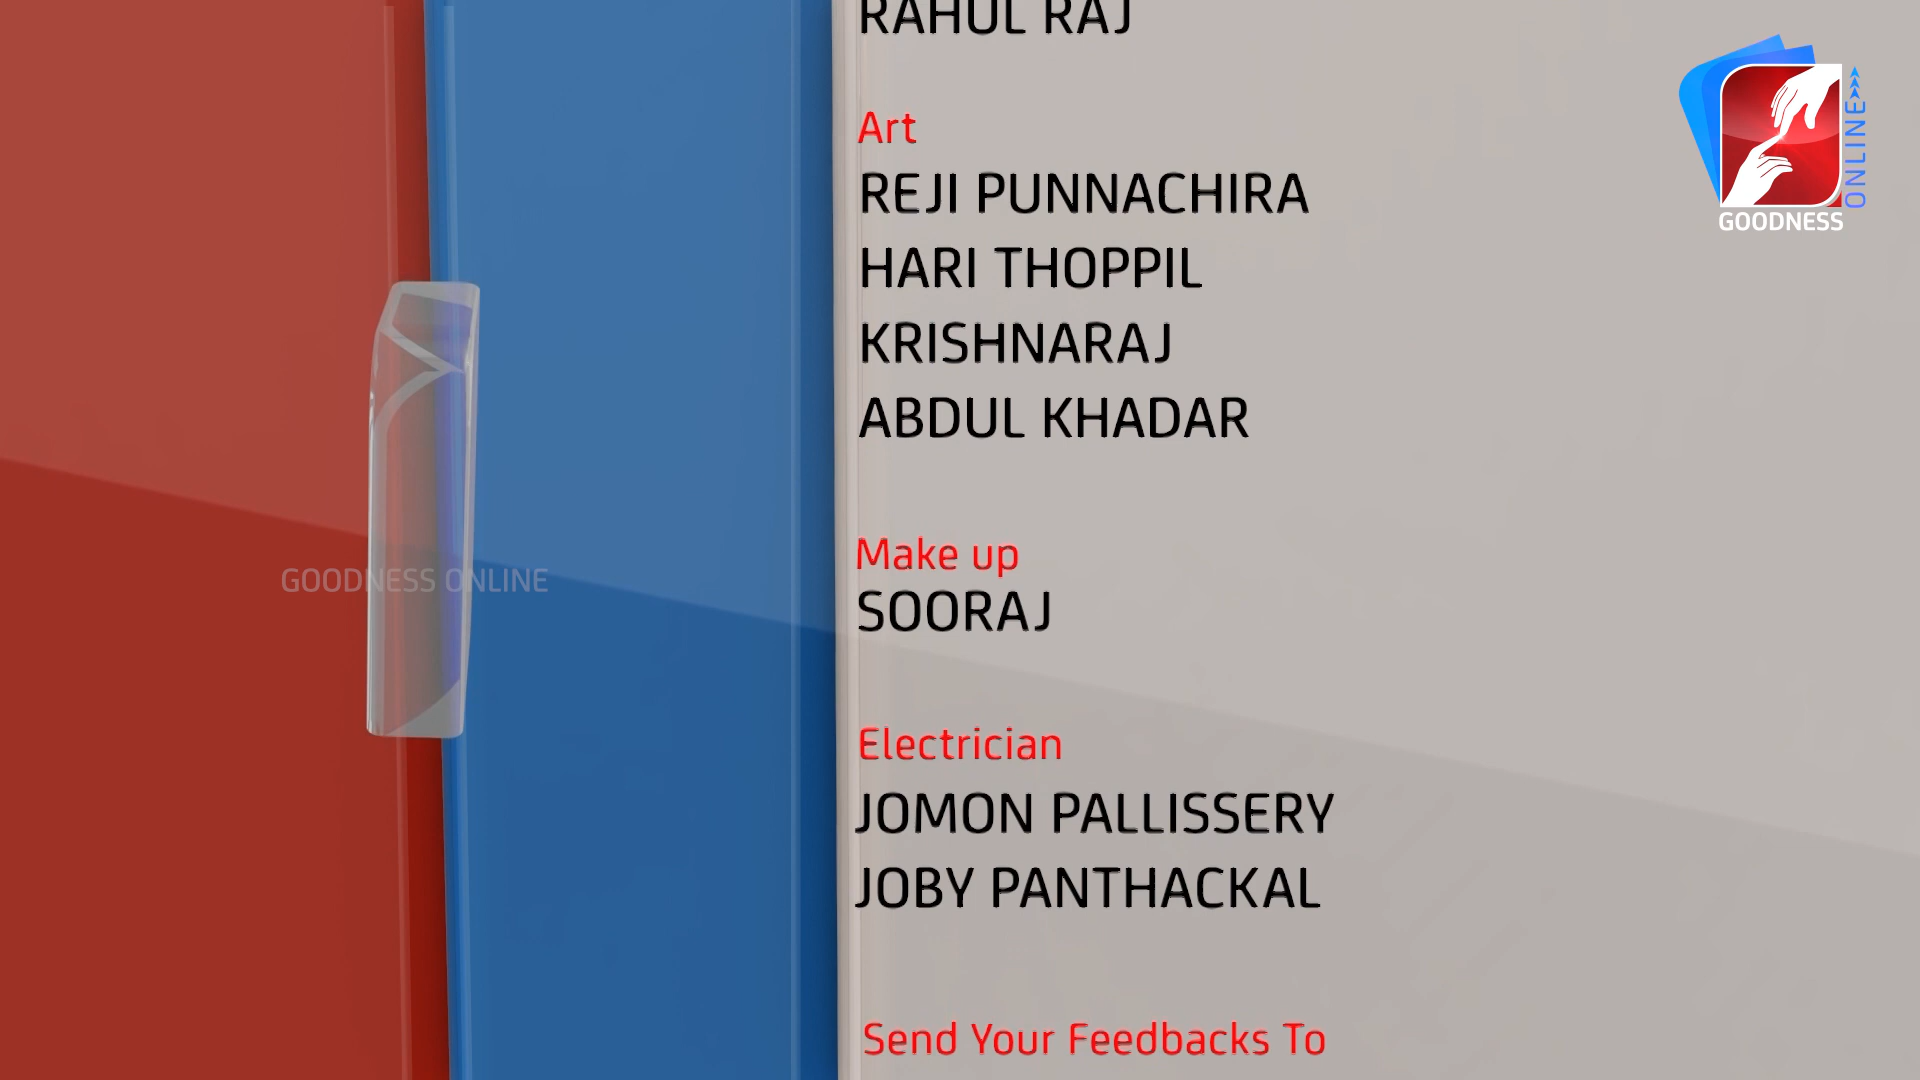 RAHUL RAJ
Art
REJI PUNNACHIRA
HARI THOPPIL
KRISHNARAJ
ABDUL KHADAR
Make up
SOORAJ
Electrician
JOMON PALLISSERY
JOBY PANTHACKAL
Send Your Feedbacks To
GOODNESS ONLINE
GOODNESS
ONLINE